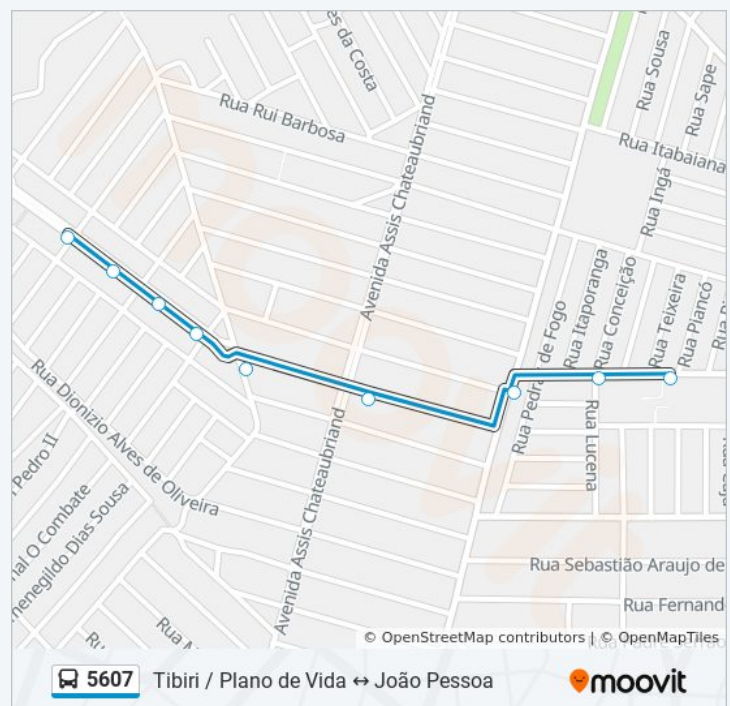 es da Costa
Rua Rui Barbosa
Avenida Assis Chateaubriand
Rua Sousa
Rua Sape
Rua Itabaiana
Rua Ingá
Rua Conceição
Rua Itaporanga
Rua Pedras de Fogo
Rua Teixeira
Rua Piancó
Rua Lucena
Rua Dionizio Alves de Oliveira
Pedro II
nal O Combate
menegildo Dias Sousa
Avenida Assis Chateaubriand
Rua Sebastião Araujo de
Rua Fernand
© OpenStreetMap contributors | © OpenMapTiles
5607 Tibiri / Plano de Vida ↔ João Pessoa
moovit